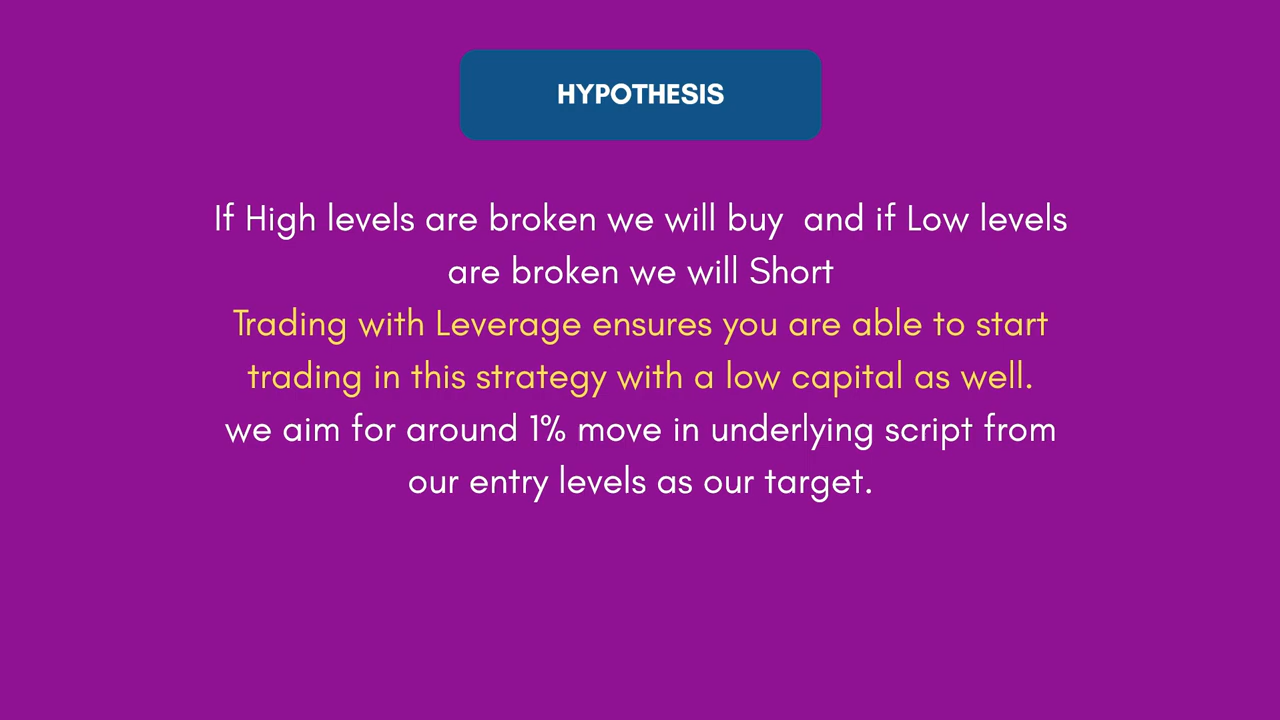 HYPOTHESIS
If High levels are broken we will buy  and if Low levels
are broken we will Short
Trading with Leverage ensures you are able to start
trading in this strategy with a low capital as well.
we aim for around 1% move in underlying script from
our entry levels as our target.